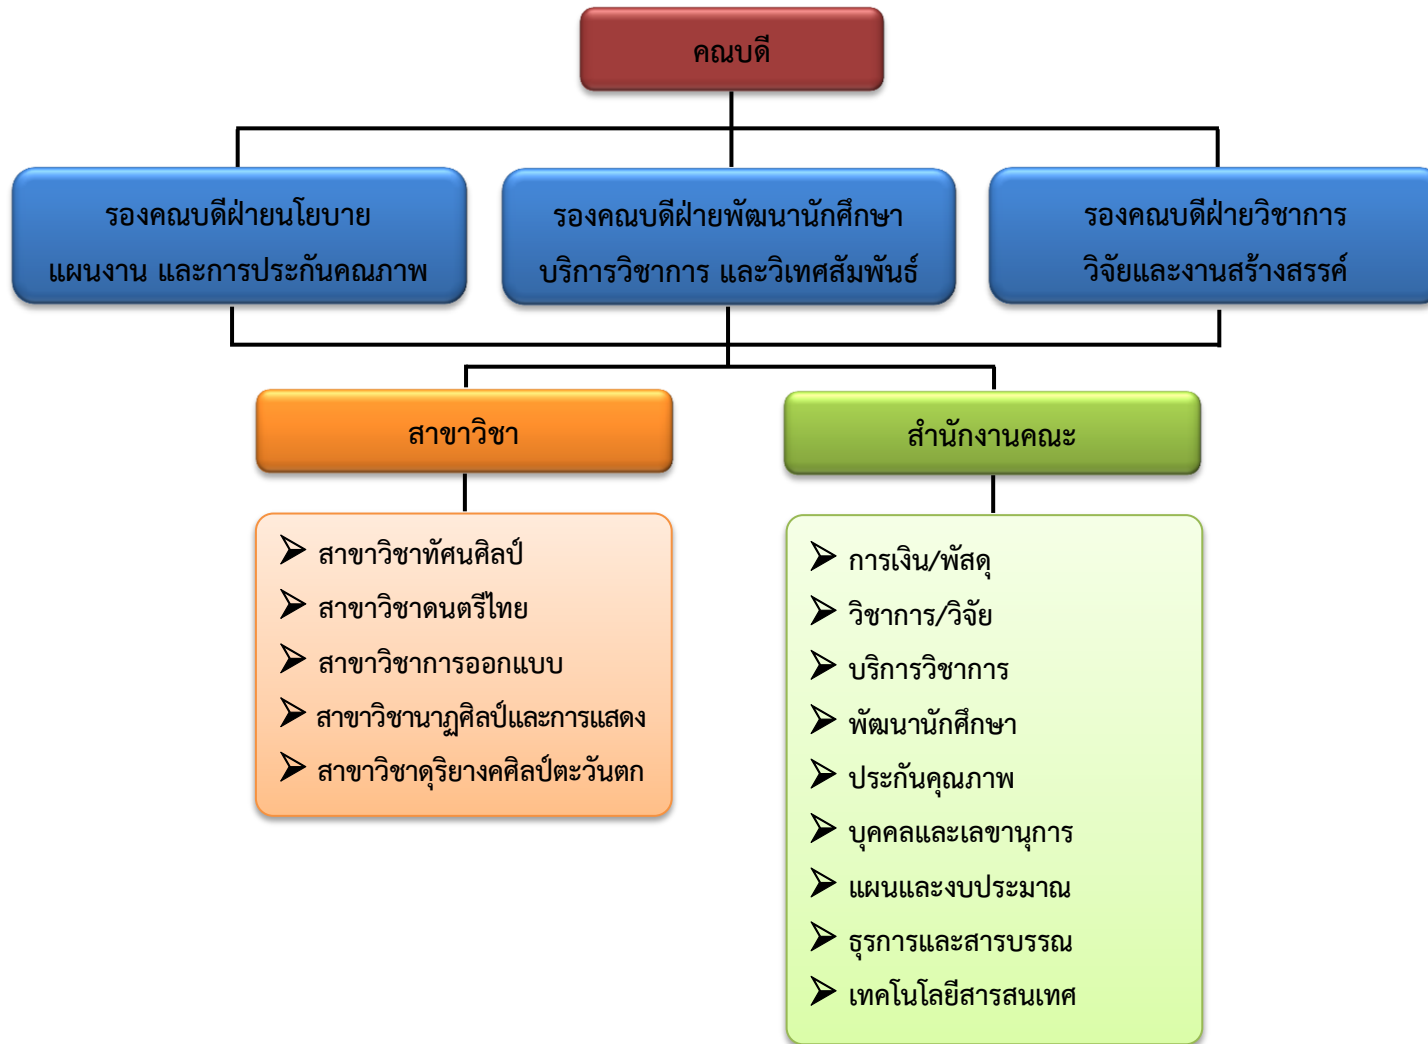 คณบดี
รองคณบดีฝ่ายนโยบาย
แผนงาน และการประกันคณภาพ
รองคณบดีฝ่ายพัฒนานักศึกษา
บริการวิชาการ และวิเทศสัมพันธ์
รองคณบดีฝ่ายวิชาการ
วิจัยและงานสร้างสรรค์
สาขาวิชา
สาขาวิชาทัศนศิลป์
สาขาวิชาดนตรีไทย
สาขาวิชาการออกแบบ
สาขาวิชานาฏศิลป์และการแสดง
สาขาวิชาดุริยางคศิลป์ตะวันตก
สำนักงานคณะ
การเงิน/พัสดุ
วิชาการ/วิจัย
บริการวิชาการ
พัฒนานักศึกษา
ประกันคุณภาพ
บุคคลและเลขานุการ
แผนและงบประมาณ
ธุรการและสารบรรณ
เทคโนโลยีสารสนเทศ